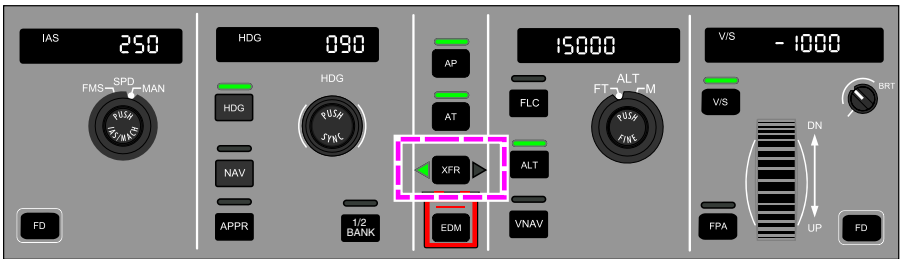 IAS 250
FMS SPD MAN
PUSH
IAS/MACH
FD
HDG 090
HDG
HDG
PUSH
SYNC
NAV
APPR
1/2
BANK
AP
AT
XFR
EDM
15000
FLC
ALT
FT M
PUSH
FINE
ALT
VNAV
V/S -1000
V/S
BRT
DN
UP
FPA
FD